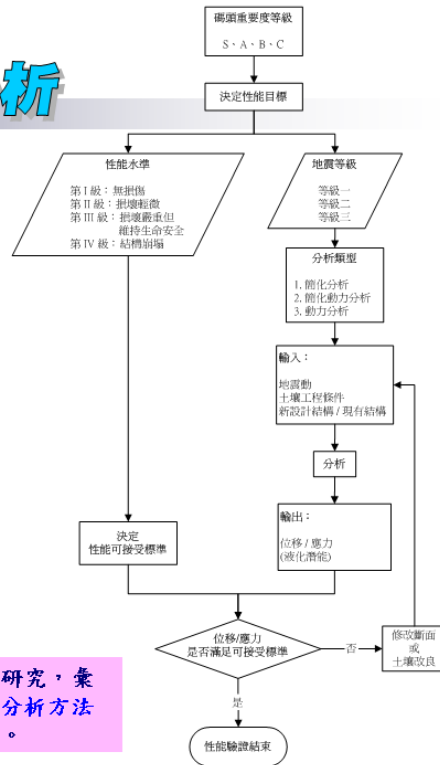 析
碼頭重要度等級
S、A、B、C
決定性能目標
性能水準
第 I 級：無損傷
第 II 級：損壞輕微
第 III 級：損壞嚴重但
維持生命安全
第 IV 級：結構崩塌
地震等級
等級一
等級二
等級三
分析類型
1. 簡化分析
2. 簡化動力分析
3. 動力分析
輸入：
地震動
土壤工程條件
新設計結構 / 現有結構
分析
輸出：
位移 / 應力
(液化潛能)
決定
性能可接受標準
位移/應力
是否滿足可接受標準
否
修改斷面
或
土壤改良
是
性能驗證結束
研究，彙
分析方法
。